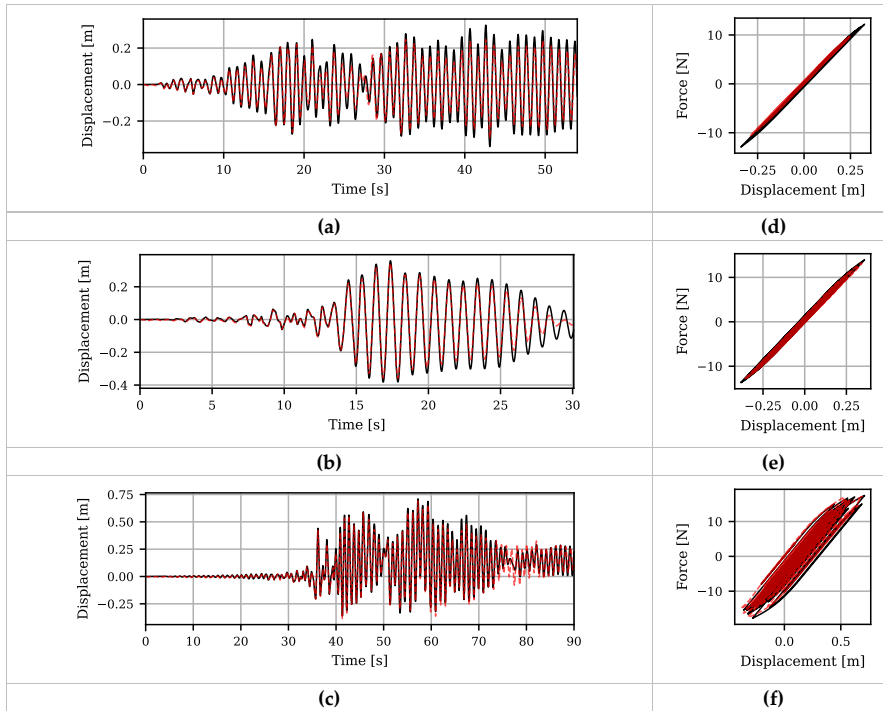 Displacement [m]
0.2
0.0
−0.2
0 10 20 30 40 50
Time [s]
Force [N]
10
0
−10
−0.25 0.00 0.25
Displacement [m]
(a)
(d)
Displacement [m]
0.2
0.0
−0.2
−0.4
0 5 10 15 20 25 30
Time [s]
Force [N]
10
0
−10
−0.25 0.00 0.25
Displacement [m]
(b)
(e)
Displacement [m]
0.75
0.50
0.25
0.00
−0.25
0 10 20 30 40 50 60 70 80 90
Time [s]
Force [N]
10
0
−10
0.0 0.5
Displacement [m]
(c)
(f)